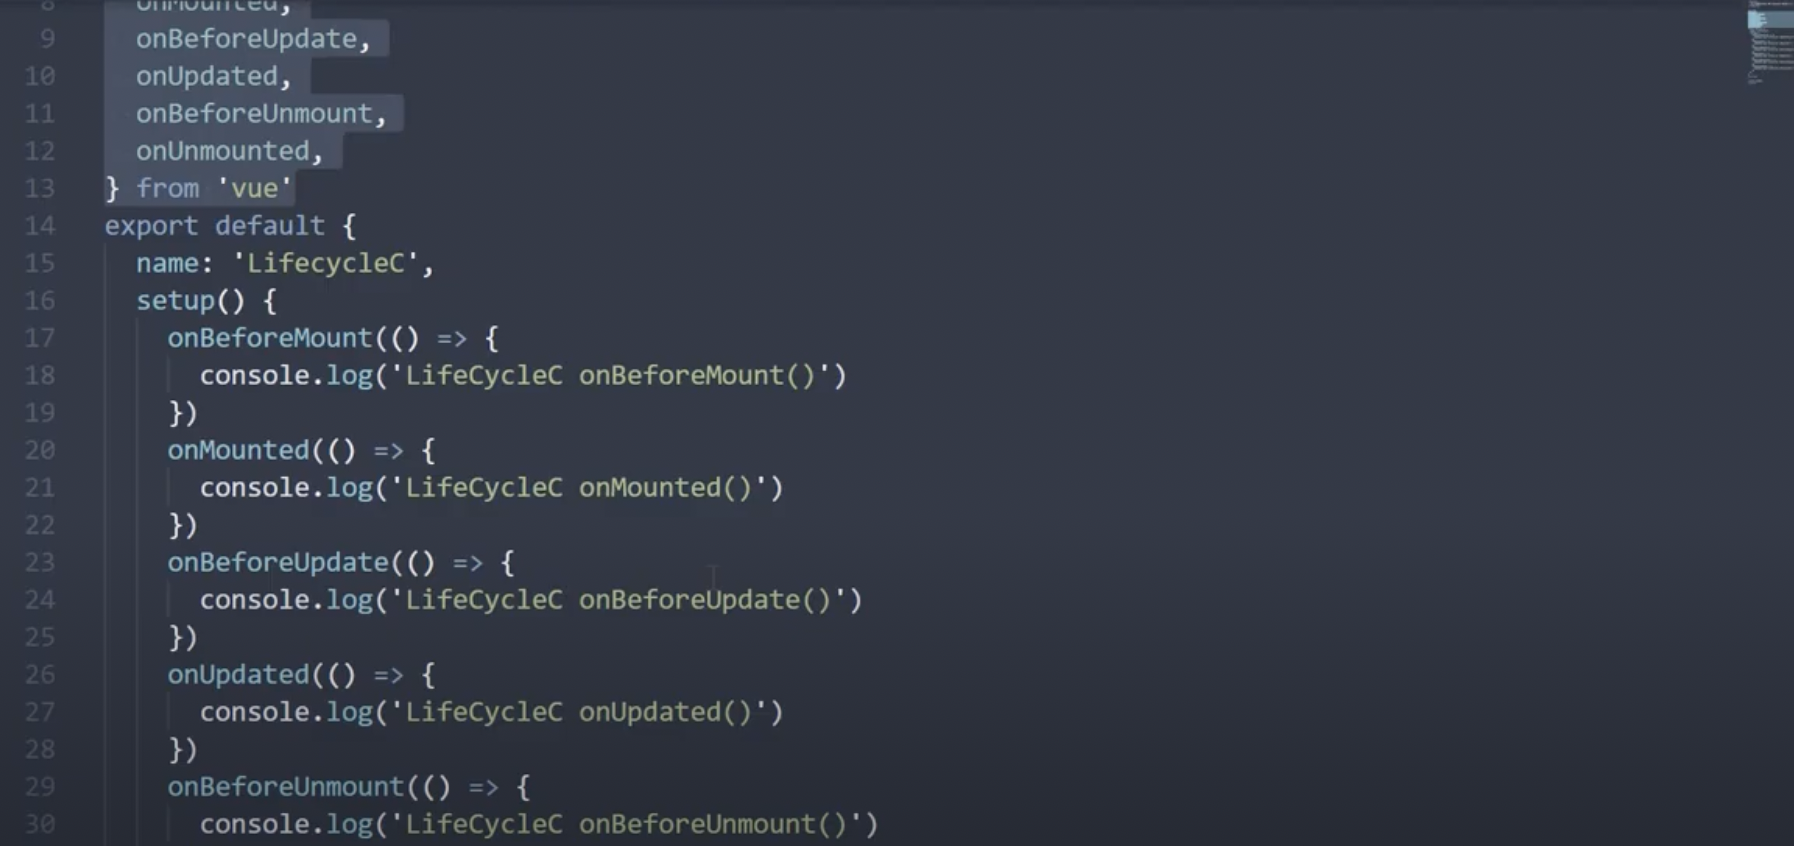 8 onMounted,
9 onBeforeUpdate,
10 onUpdated,
11 onBeforeUnmount,
12 onUnmounted,
13 } from 'vue'
14 export default {
15 name: 'LifecycleC',
16 setup() {
17 onBeforeMount(() => {
18 console.log('LifeCycleC onBeforeMount()')
19 })
20 onMounted(() => {
21 console.log('LifeCycleC onMounted()')
22 })
23 onBeforeUpdate(() => {
24 console.log('LifeCycleC onBeforeUpdate()')
25 })
26 onUpdated(() => {
27 console.log('LifeCycleC onUpdated()')
28 })
29 onBeforeUnmount(() => {
30 console.log('LifeCycleC onBeforeUnmount()')